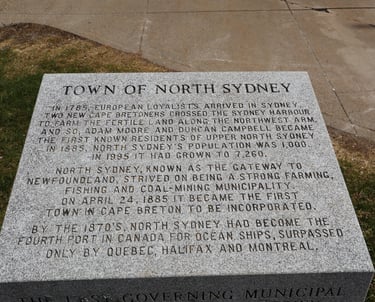 TOWN OF NORTH SYDNEY
IN 1785, EUROPEAN LOYALISTS ARRIVED IN SYDNEY.
TWO NEW CAPE BRETONERS CROSSED THE SYDNEY HARBOUR
TO FARM THE FERTILE LAND ALONG THE NORTHWEST ARM,
AND SO, ADAM MOORE AND DUNCAN CAMPBELL BECAME
THE FIRST KNOWN RESIDENTS OF UPPER NORTH SYDNEY
IN 1885, NORTH SYDNEY'S POPULATION WAS 1,000.
IN 1995 IT HAD GROWN TO 7,260.
NORTH SYDNEY, KNOWN AS THE GATEWAY TO
NEWFOUNDLAND, STRIVED ON BEING A STRONG FARMING,
FISHING AND COAL-MINING MUNICIPALITY.
ON APRIL 24, 1885 IT BECAME THE FIRST
TOWN IN CAPE BRETON TO BE INCORPORATED.
BY THE 1870'S, NORTH SYDNEY HAD BECOME THE
FOURTH PORT IN CANADA FOR OCEAN SHIPS, SURPASSED
ONLY BY QUEBEC, HALIFAX AND MONTREAL.
THE LAST GOVERNING MUNICIPAL